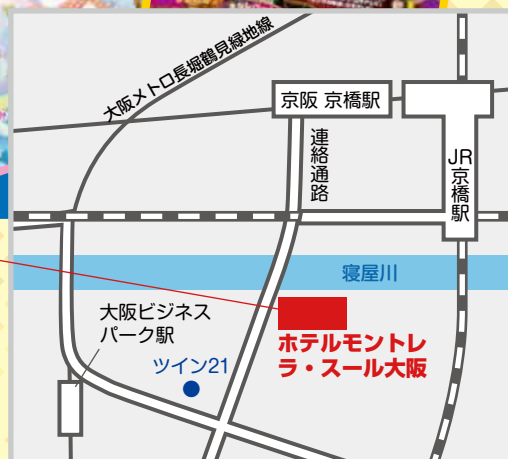 大阪メトロ長堀鶴見緑地線
京阪 京橋駅
連絡通路
JR京橋駅
寝屋川
大阪ビジネス
パーク駅
ツイン21
ホテルモントレ
ラ・スール大阪